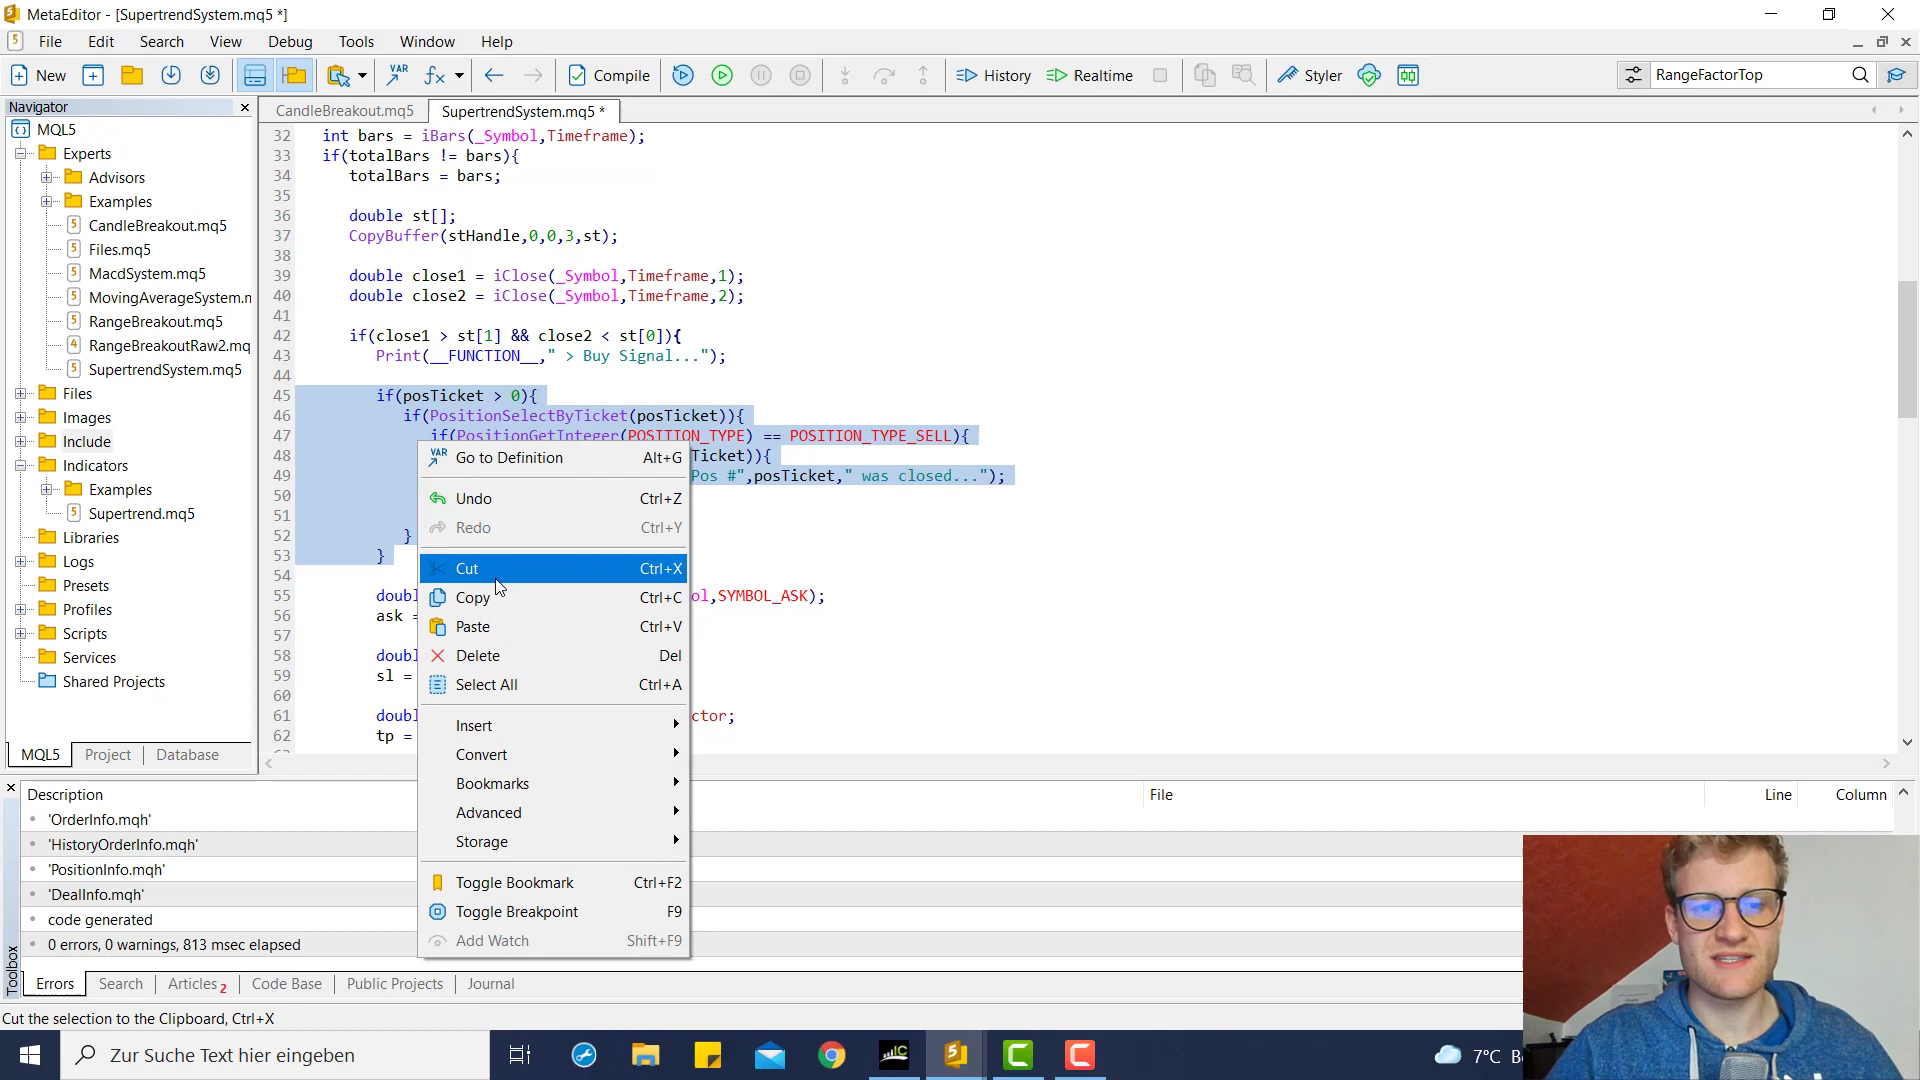 MetaEditor - [SupertrendSystem.mq5 *]
File Edit Search View Debug Tools Window Help
New Compile History Realtime Styler RangeFactorTop
Navigator
MQL5
Experts
Advisors
Examples
CandleBreakout.mq5
Files.mq5
MacdSystem.mq5
MovingAverageSystem.m
RangeBreakout.mq5
RangeBreakoutRaw2.mq
SupertrendSystem.mq5
Files
Images
Include
Indicators
Examples
Supertrend.mq5
Libraries
Logs
Presets
Profiles
Scripts
Services
Shared Projects
MQL5 Project Database
CandleBreakout.mq5 SupertrendSystem.mq5 *
32 int bars = iBars(_Symbol,Timeframe);
33 if(totalBars != bars){
34 totalBars = bars;
35
36 double st[];
37 CopyBuffer(stHandle,0,0,3,st);
38
39 double close1 = iClose(_Symbol,Timeframe,1);
40 double close2 = iClose(_Symbol,Timeframe,2);
41
42 if(close1 > st[1] && close2 < st[0]){
43 Print(__FUNCTION__," > Buy Signal...");
44
45 if(posTicket > 0){
46 if(PositionSelectByTicket(posTicket)){
47 if(PositionGetInteger(POSITION_TYPE) == POSITION_TYPE_SELL){
48 Ticket)){
49 Pos #",posTicket," was closed...");
50
51
52 }
53 }
54
55 doubl ol,SYMBOL_ASK);
56 ask =
57
58 doubl
59 sl =
60
61 doubl ctor;
62 tp =
Go to Definition Alt+G
Undo Ctrl+Z
Redo Ctrl+Y
Cut Ctrl+X
Copy Ctrl+C
Paste Ctrl+V
Delete Del
Select All Ctrl+A
Insert
Convert
Bookmarks
Advanced
Storage
Toggle Bookmark Ctrl+F2
Toggle Breakpoint F9
Add Watch Shift+F9
Description File Line Column
'OrderInfo.mqh'
'HistoryOrderInfo.mqh'
'PositionInfo.mqh'
'DealInfo.mqh'
code generated
0 errors, 0 warnings, 813 msec elapsed
Toolbox
Errors Search Articles 2 Code Base Public Projects Journal
Cut the selection to the Clipboard, Ctrl+X
Zur Suche Text hier eingeben
IC
7°C